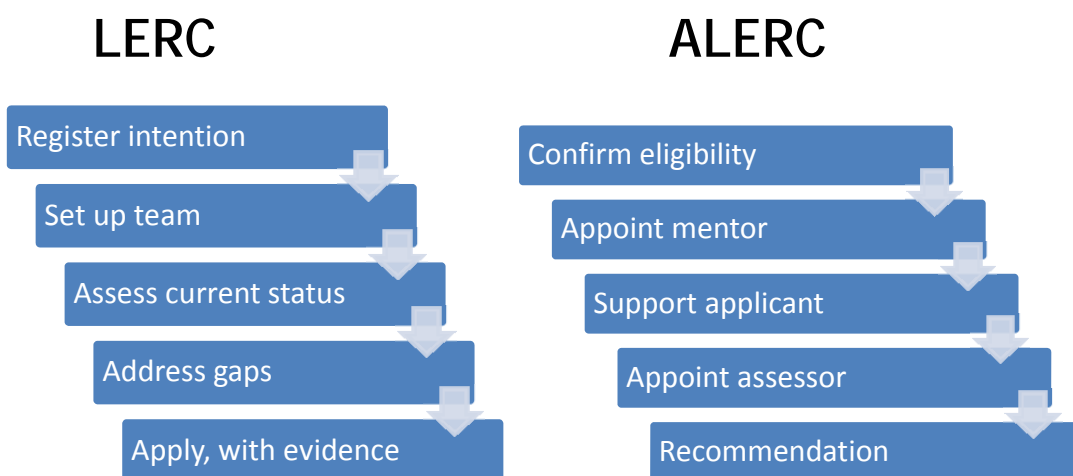 LERC
Register intention
Set up team
Assess current status
Address gaps
Apply, with evidence
ALERC
Confirm eligibility
Appoint mentor
Support applicant
Appoint assessor
Recommendation